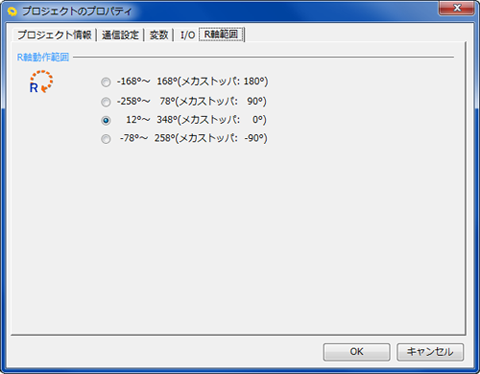 プロジェクトのプロパティ
プロジェクト情報 通信設定 変数 I/O R軸範囲
R軸動作範囲
R
-168°～ 168°(メカストッパ: 180°)
-258°～ 78°(メカストッパ: 90°)
12°～ 348°(メカストッパ: 0°)
-78°～ 258°(メカストッパ: -90°)
OK キャンセル